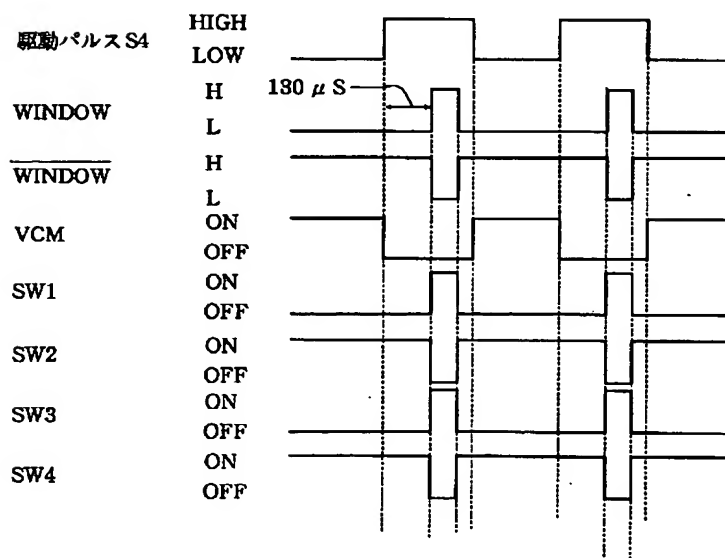 駆動パルスS4
HIGH
LOW
WINDOW
H
L
130 μS
WINDOW
H
L
VCM
ON
OFF
SW1
ON
OFF
SW2
ON
OFF
SW3
ON
OFF
SW4
ON
OFF